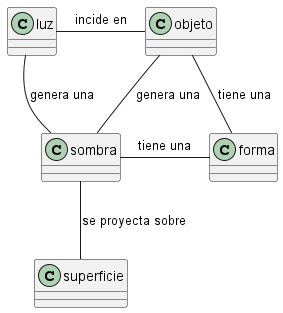 C luz
incide en
C objeto
genera una
genera una
tiene una
C sombra
tiene una
C forma
se proyecta sobre
C superficie